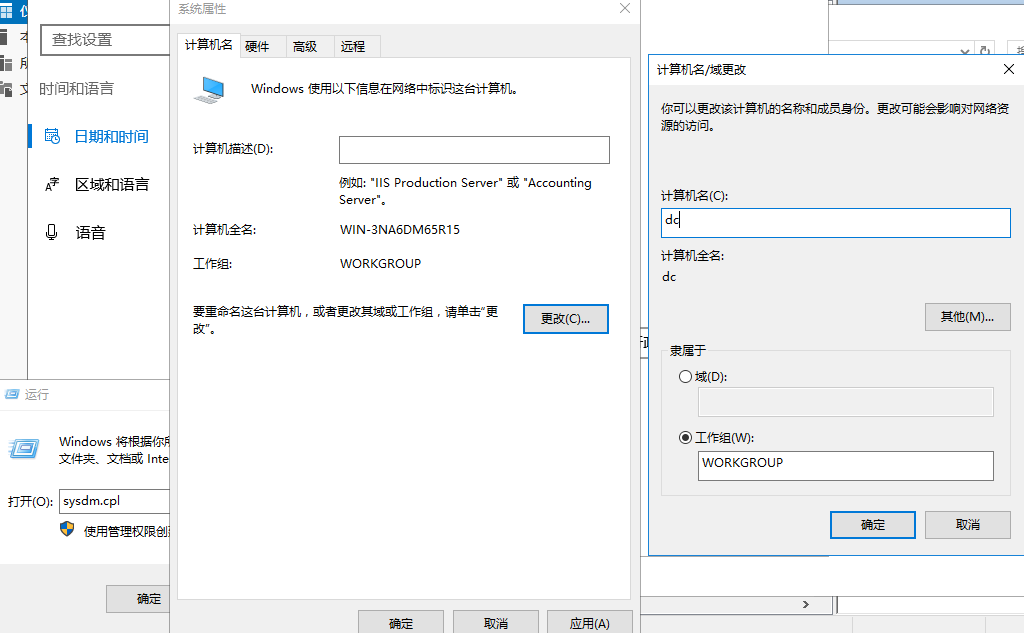 查找设置
时间和语言
日期和时间
区域和语言
语音
运行
Windows 将根据你
文件夹、文档或 Inte
打开(O):
sysdm.cpl
使用管理权限创
确定
系统属性
计算机名
硬件
高级
远程
Windows 使用以下信息在网络中标识这台计算机。
计算机描述(D):
例如: "IIS Production Server" 或 "Accounting
Server"。
计算机全名:
WIN-3NA6DM65R15
工作组:
WORKGROUP
要重命名这台计算机，或者更改其域或工作组，请单击"更
改"。
更改(C)...
确定
取消
应用(A)
计算机名/域更改
你可以更改该计算机的名称和成员身份。更改可能会影响对网络资
源的访问。
计算机名(C):
dc
计算机全名:
dc
其他(M)...
隶属于
域(D):
工作组(W):
WORKGROUP
确定
取消